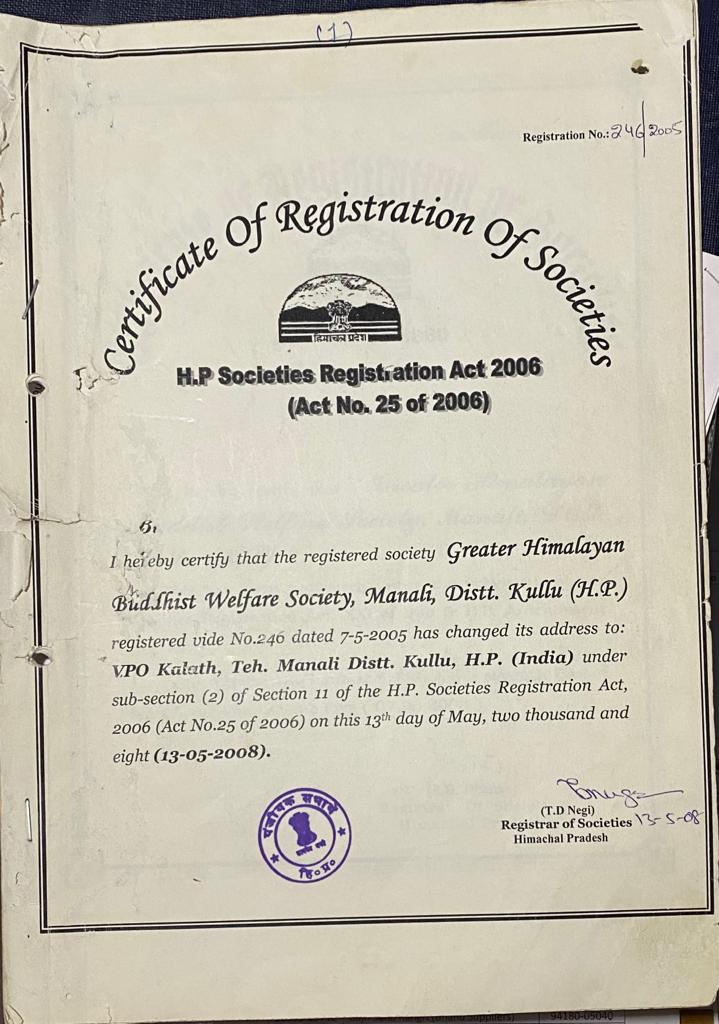 (1)
Registration No.: 246/2005
Certificate Of Registration Of Societies
हिमाचल प्रदेश
H.P Societies Registration Act 2006
(Act No. 25 of 2006)
I hereby certify that the registered society Greater Himalayan
Buddhist Welfare Society, Manali, Distt. Kullu (H.P.)
registered vide No.246 dated 7-5-2005 has changed its address to:
VPO Kalath, Teh. Manali Distt. Kullu, H.P. (India) under
sub-section (2) of Section 11 of the H.P. Societies Registration Act,
2006 (Act No.25 of 2006) on this 13th day of May, two thousand and
eight (13-05-2008).
(T.D Negi)
Registrar of Societies 13-5-08
Himachal Pradesh
पंजीयक सभायें
हि०प्र०
Suppliers) 94180-05040